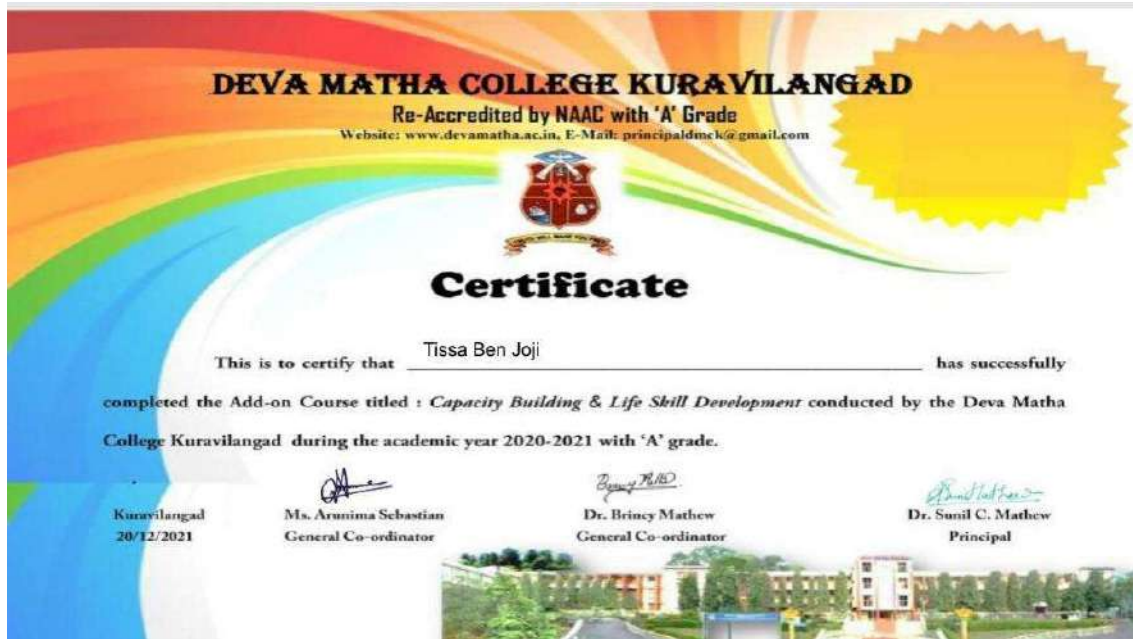 DEVA MATHA COLLEGE KURAVILANGAD
Re-Accredited by NAAC with 'A' Grade
Website: www.devamatha.ac.in, E-Mail: principaldmck@gmail.com
Certificate
This is to certify that Tissa Ben Joji has successfully
completed the Add-on Course titled : Capacity Building & Life Skill Development conducted by the Deva Matha
College Kuravilangad during the academic year 2020-2021 with 'A' grade.
Kuravilangad Ms. Arunima Sebastian Dr. Brincy Mathew Dr. Sunil C. Mathew
20/12/2021 General Co-ordinator General Co-ordinator Principal